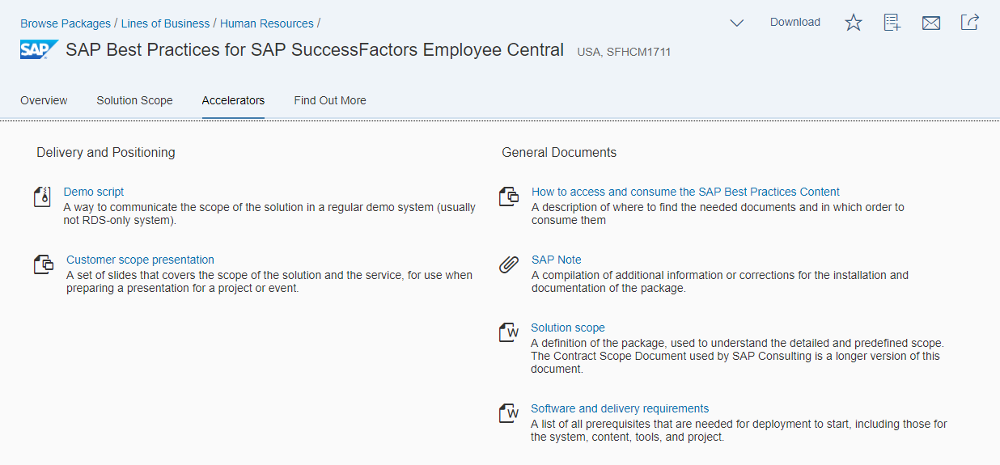 Browse Packages / Lines of Business / Human Resources /
Download
SAP
SAP Best Practices for SAP SuccessFactors Employee Central
USA, SFHCM1711
Overview
Solution Scope
Accelerators
Find Out More
Delivery and Positioning
Demo script
A way to communicate the scope of the solution in a regular demo system (usually
not RDS-only system).
Customer scope presentation
A set of slides that covers the scope of the solution and the service, for use when
preparing a presentation for a project or event.
General Documents
How to access and consume the SAP Best Practices Content
A description of where to find the needed documents and in which order to
consume them
SAP Note
A compilation of additional information or corrections for the installation and
documentation of the package.
W
Solution scope
A definition of the package, used to understand the detailed and predefined scope.
The Contract Scope Document used by SAP Consulting is a longer version of this
document.
W
Software and delivery requirements
A list of all prerequisites that are needed for deployment to start, including those for
the system, content, tools, and project.